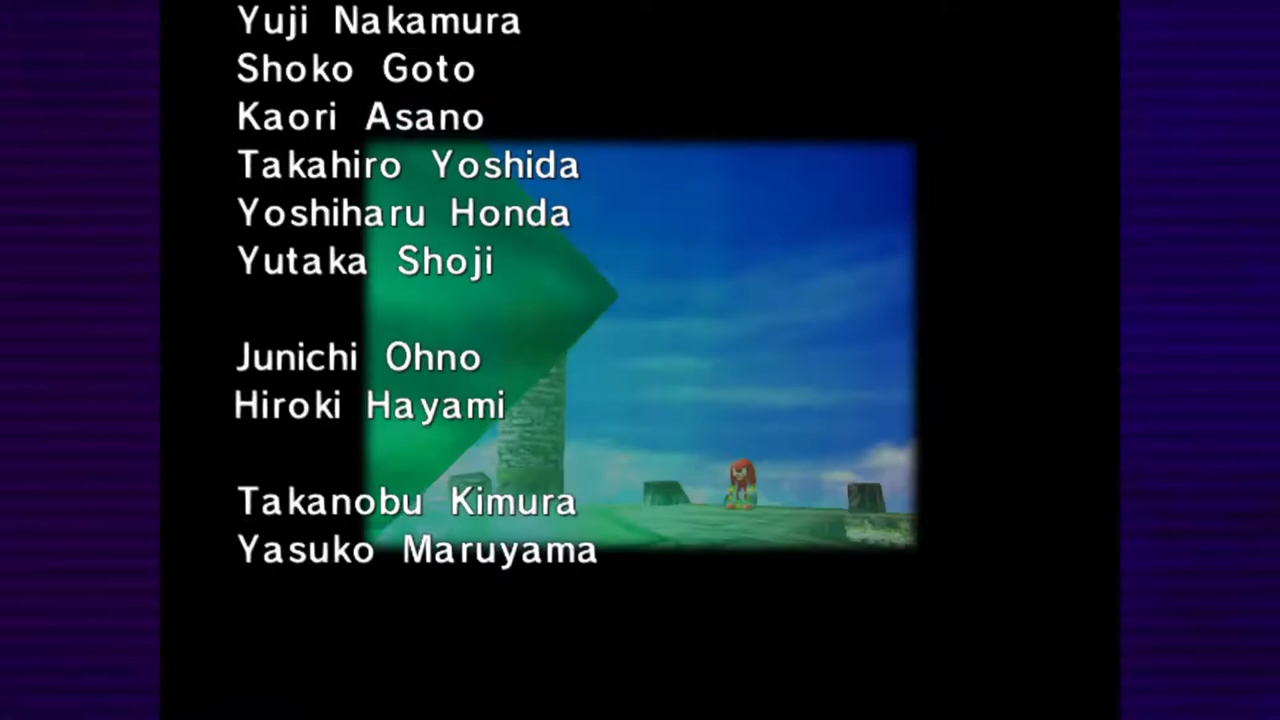 Yuji Nakamura
Shoko Goto
Kaori Asano
Takahiro Yoshida
Yoshiharu Honda
Yutaka Shoji
Junichi Ohno
Hiroki Hayami
Takanobu Kimura
Yasuko Maruyama